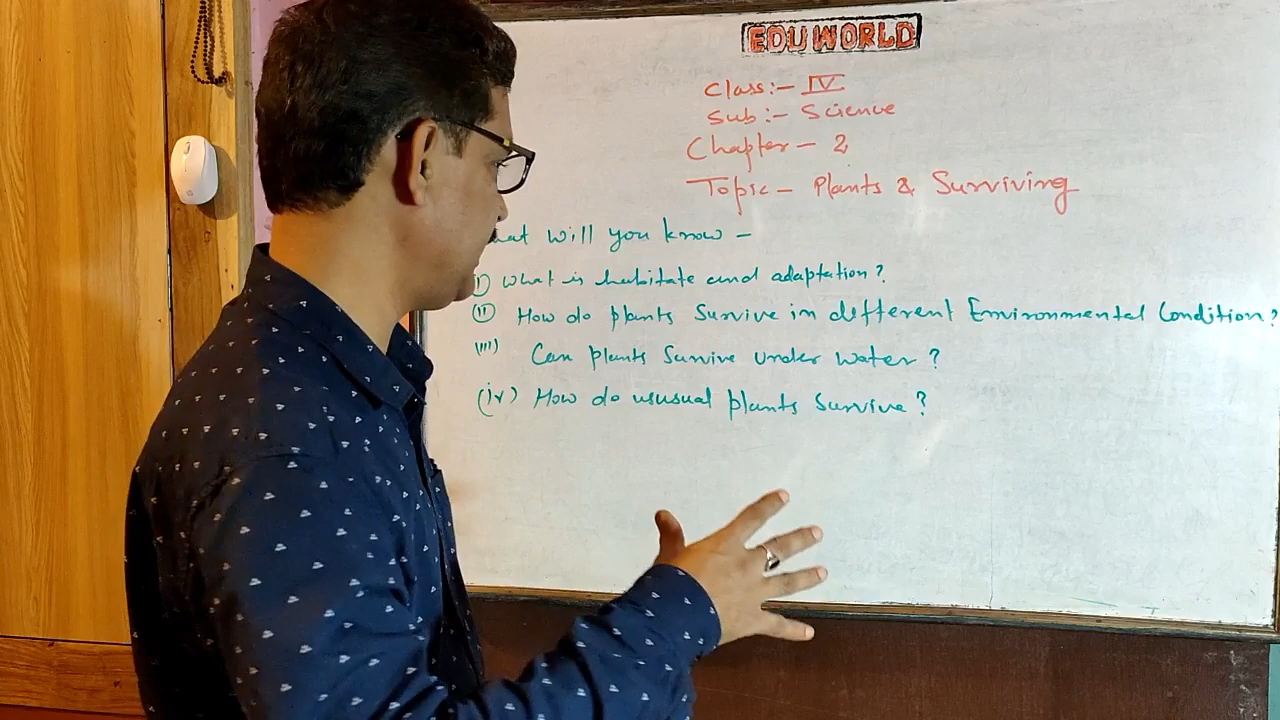 EDU WORLD
Class:- IV
Sub :- Science
Chapter - 2
Topic - Plants & Surviving
hat will you know -
i) What is habitate and adaptation?
(ii) How do plants Survive in different Environmental Condition?
(iii) Can plants Survive under water?
(iv) How do ususual plants Survive?